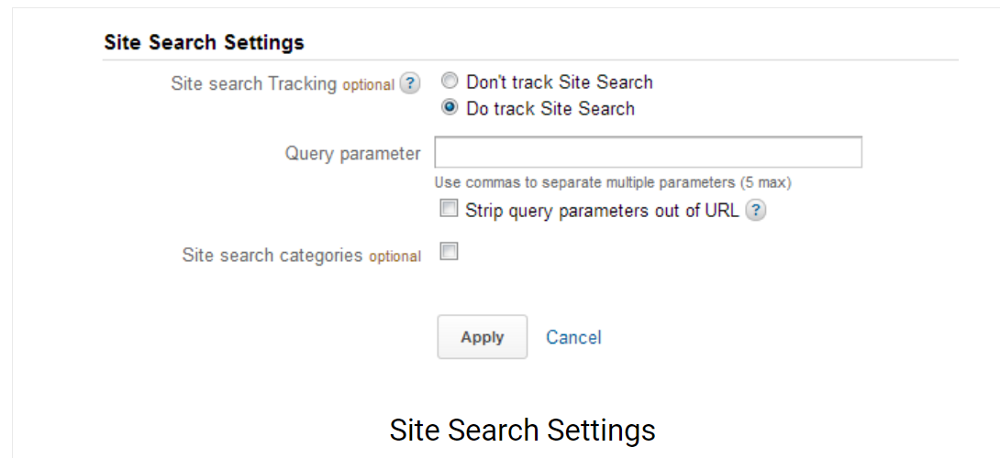 Site Search Settings
Site search Tracking optional ? Don't track Site Search
Do track Site Search
Query parameter
Use commas to separate multiple parameters (5 max)
Strip query parameters out of URL ?
Site search categories optional
Apply Cancel
Site Search Settings